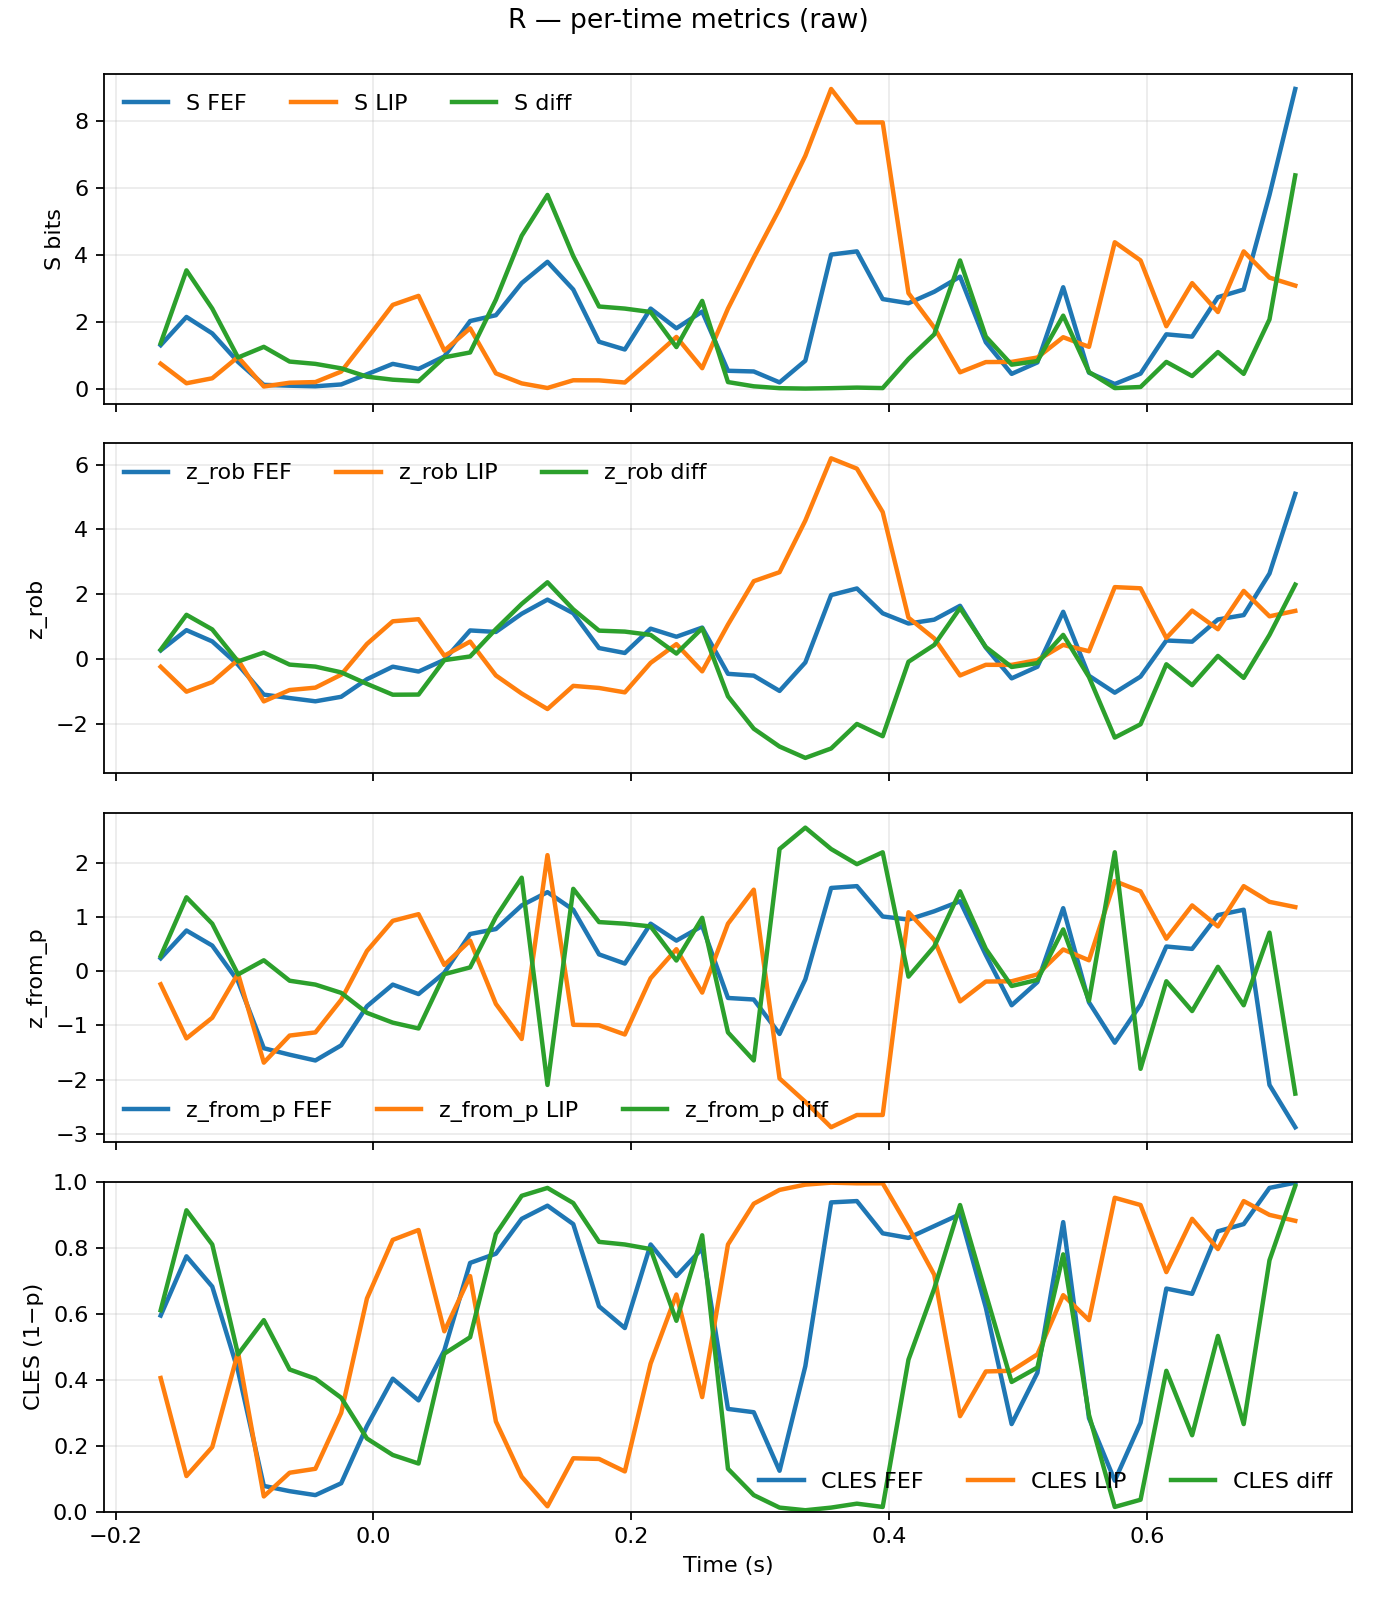 R — per-time metrics (raw)
S FEF S LIP S diff
8
6
4
2
0
S bits
z_rob FEF z_rob LIP z_rob diff
6
4
2
0
−2
z_rob
2
1
0
−1
−2
−3
z_from_p
z_from_p FEF z_from_p LIP z_from_p diff
1.0
0.8
0.6
0.4
0.2
0.0
CLES (1−p)
CLES FEF CLES LIP CLES diff
−0.2 0.0 0.2 0.4 0.6
Time (s)